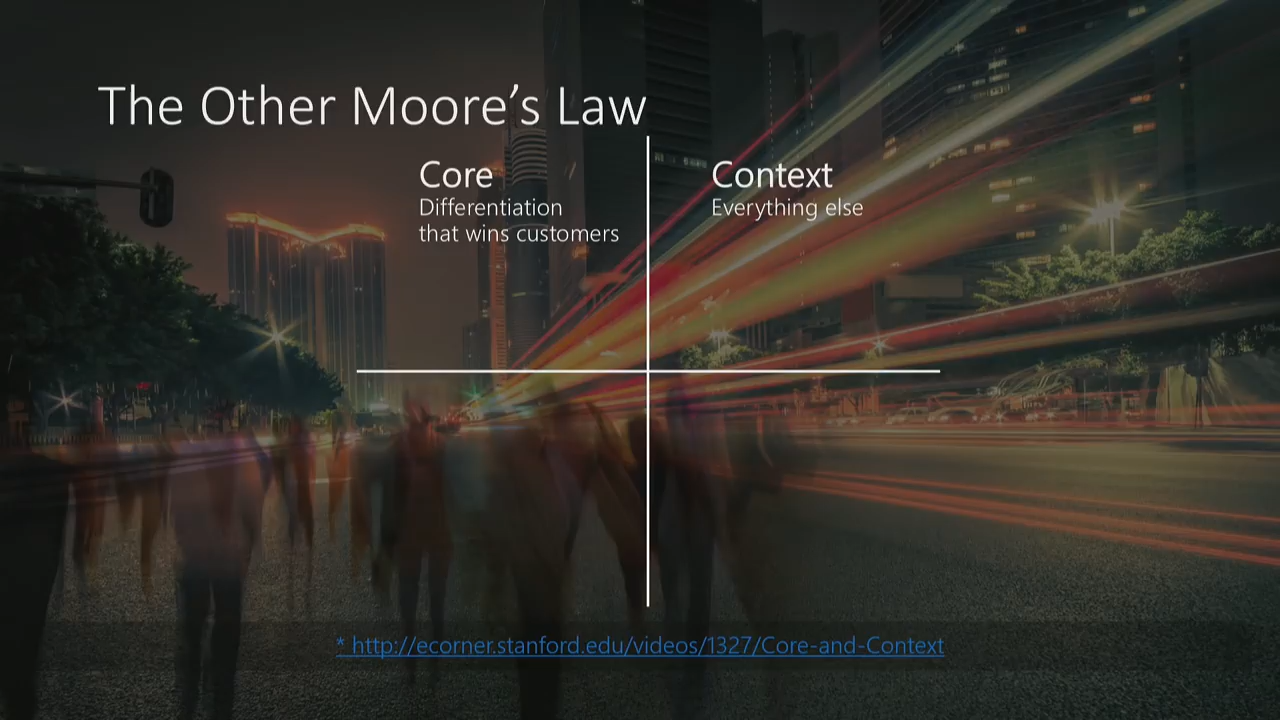 The Other Moore’s Law
Core
Differentiation
that wins customers
Context
Everything else
* http://ecorner.stanford.edu/videos/1327/Core-and-Context